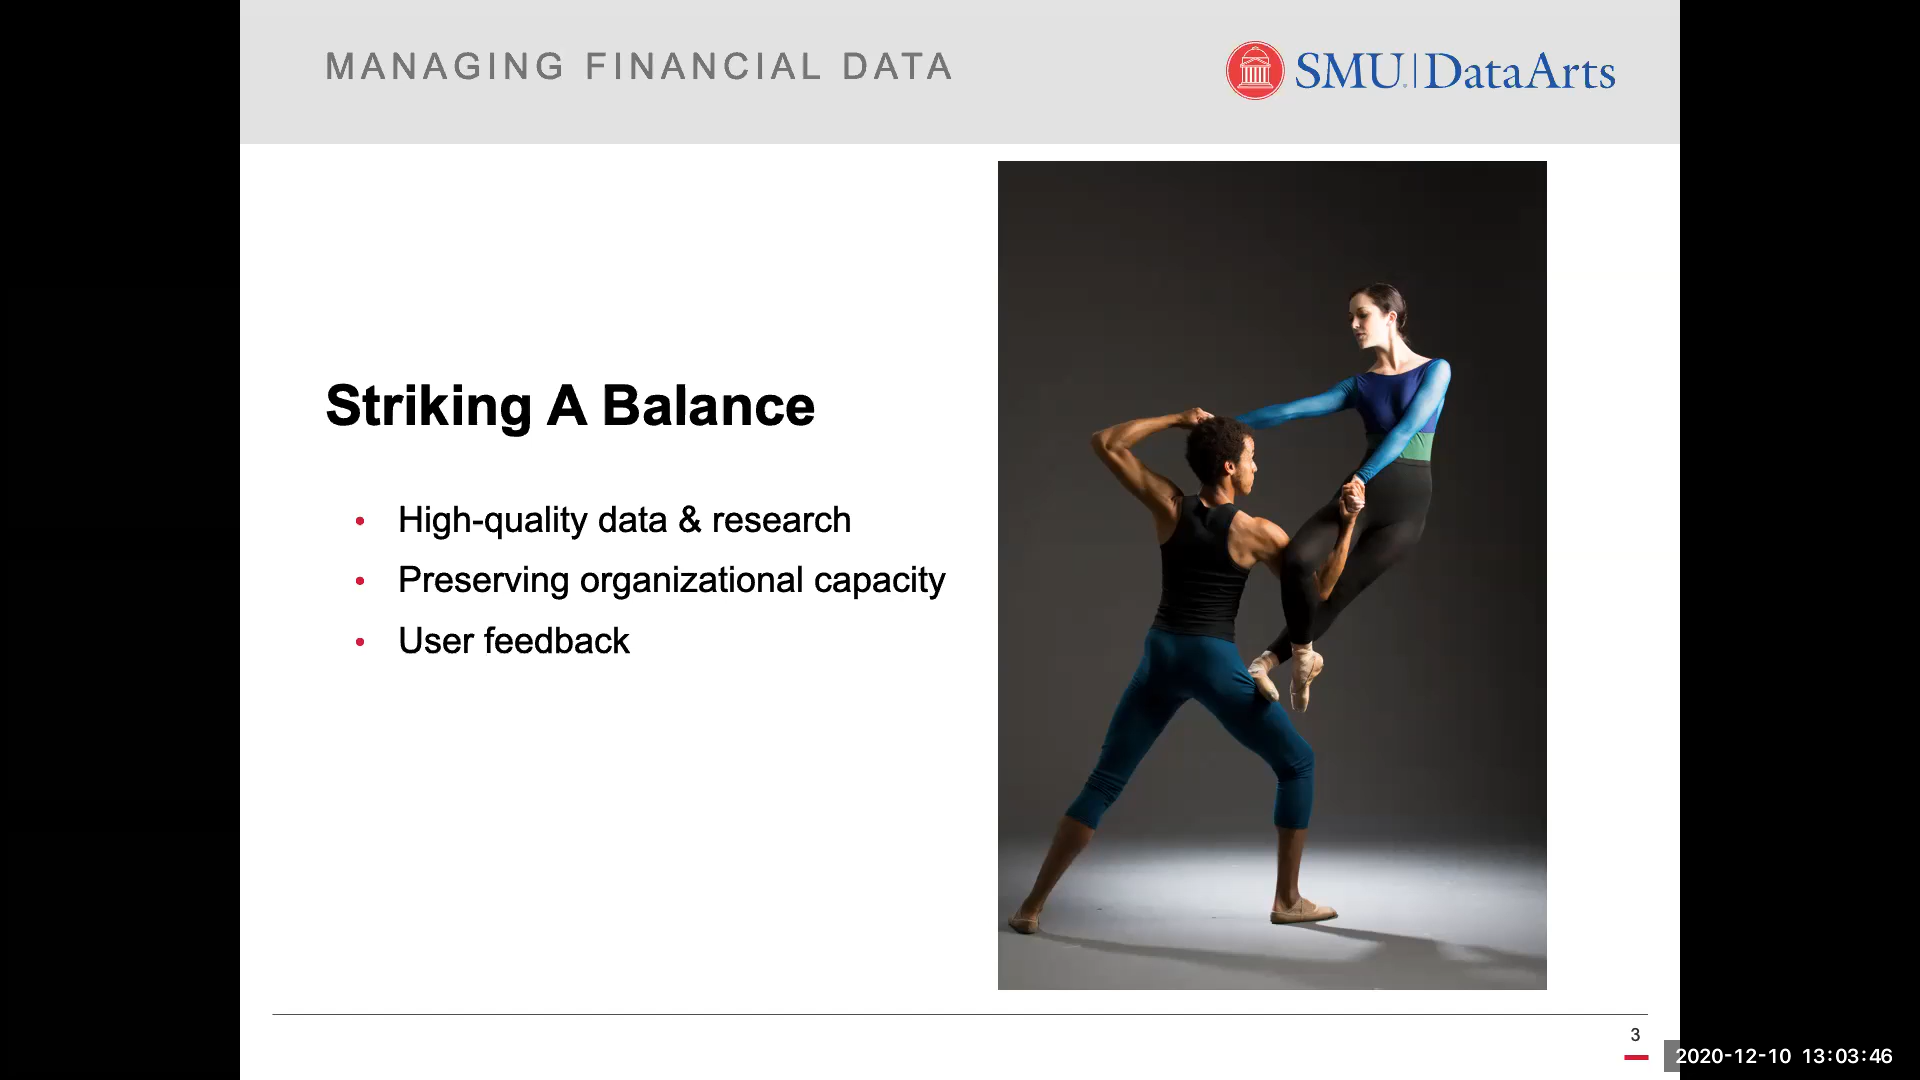 MANAGING FINANCIAL DATA
SMU | DataArts
Striking A Balance
• High-quality data & research
• Preserving organizational capacity
• User feedback
3
2020-12-10 13:03:46